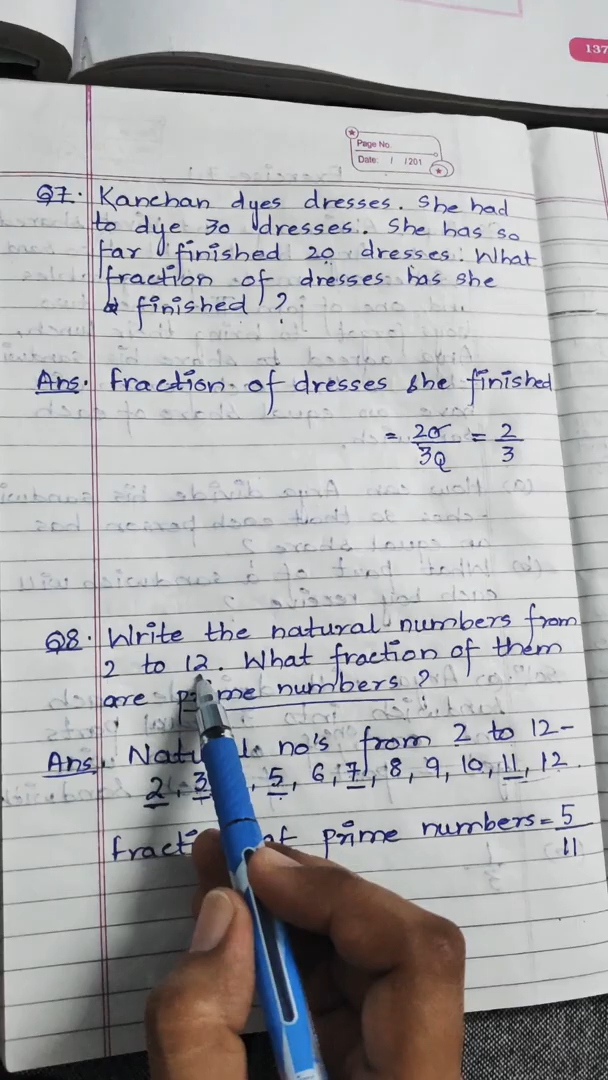 137
Page No.
Date: / /201
Q7. Kanchan dyes dresses. She had
to dye 30 dresses. She has so
far finished 20 dresses. What
fraction of dresses has she
finished ?
Ans. Fraction of dresses she finished
= 20/30 = 2/3
Q8. Write the natural numbers from
2 to 12. What fraction of them
are prime numbers ?
Ans. Natural no's from 2 to 12-
2, 3, 5, 6, 7, 8, 9, 10, 11, 12.
of prime numbers = 5/11